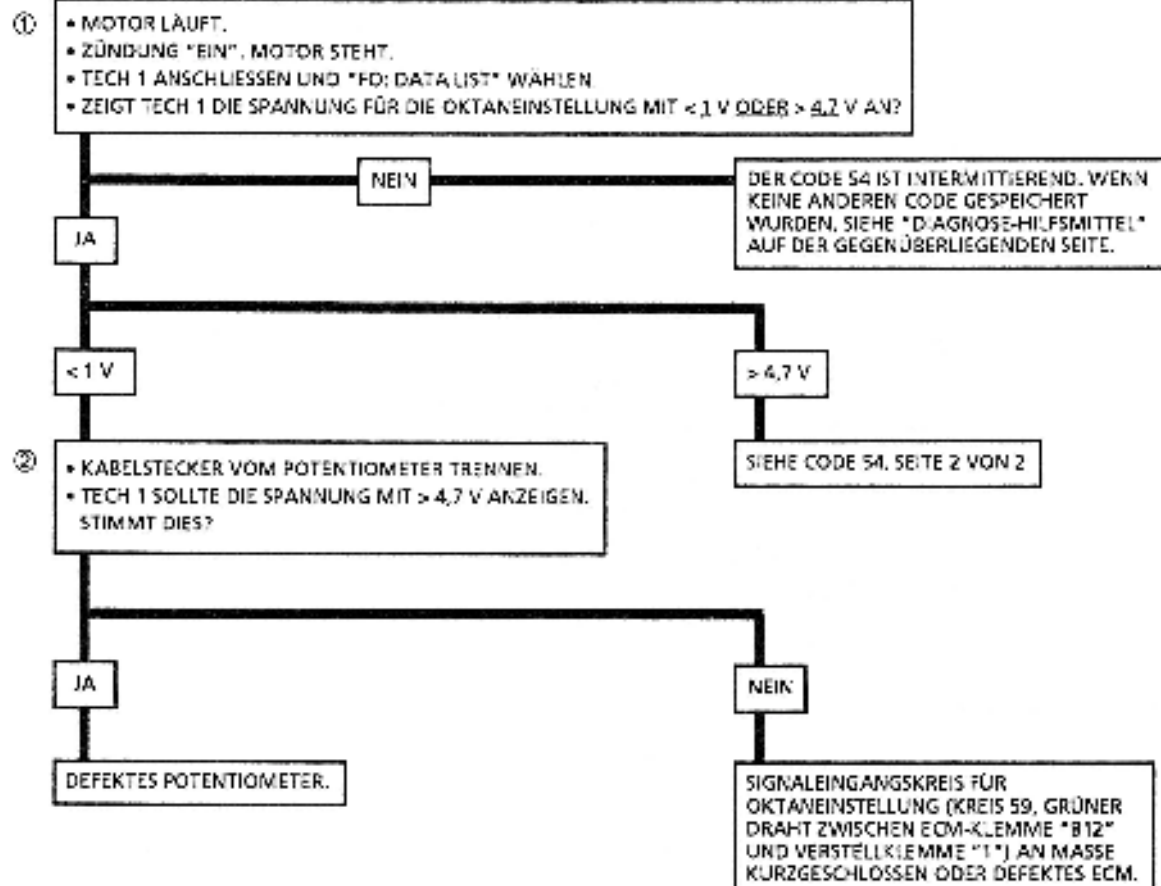 ①
• MOTOR LÄUFT.
• ZÜNDUNG "EIN". MOTOR STEHT.
• TECH 1 ANSCHLIESSEN UND "FO: DATA LIST" WÄHLEN.
• ZEIGT TECH 1 DIE SPANNUNG FÜR DIE OKTANEINSTELLUNG MIT < 1 V ODER > 4.7 V AN?
NEIN
DER CODE 54 IST INTERMITTIEREND. WENN
KEINE ANDEREN CODE GESPEICHERT
WURDEN, SIEHE "DIAGNOSE-HILFSMITTEL"
AUF DER GEGENÜBERLIEGENDEN SEITE.
JA
< 1 V
> 4,7 V
②
• KABELSTECKER VOM POTENTIOMETER TRENNEN.
• TECH 1 SOLLTE DIE SPANNUNG MIT > 4,7 V ANZEIGEN.
STIMMT DIES?
SIEHE CODE 54, SEITE 2 VON 2
JA
NEIN
DEFEKTES POTENTIOMETER.
SIGNALEINGANGSKREIS FÜR
OKTANEINSTELLUNG (KREIS 59, GRÜNER
DRAHT ZWISCHEN ECM-KLEMME "B12"
UND VERSTELLKLEMME "1") AN MASSE
KURZGESCHLOSSEN ODER DEFEKTES ECM.